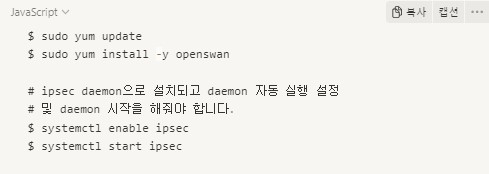 JavaScript
복사 캡션 ···
$ sudo yum update
$ sudo yum install -y openswan
# ipsec daemon으로 설치되고 daemon 자동 실행 설정
# 및 daemon 시작을 해줘야 합니다.
$ systemctl enable ipsec
$ systemctl start ipsec